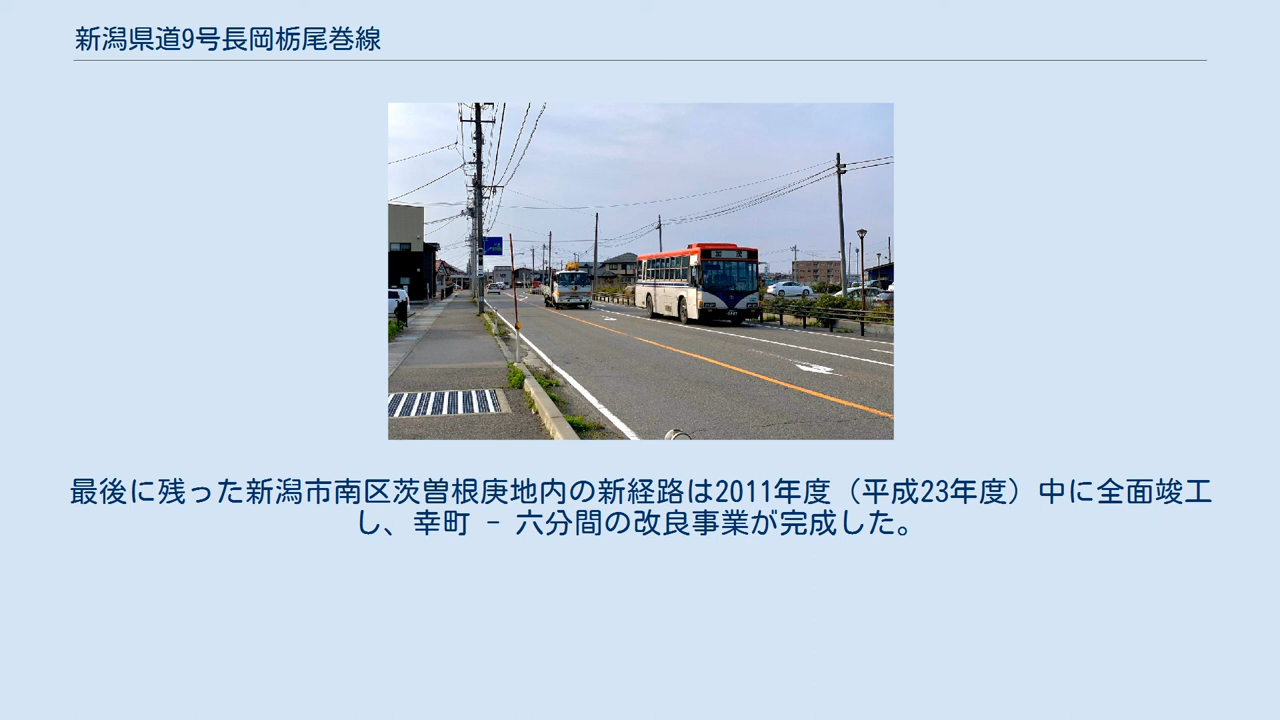 新潟県道9号長岡栃尾巻線
最後に残った新潟市南区茨曽根庚地内の新経路は2011年度（平成23年度）中に全面竣工
し、幸町 - 六分間の改良事業が完成した。